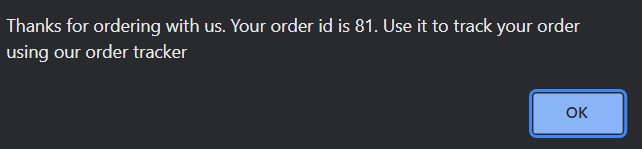 Thanks for ordering with us. Your order id is 81. Use it to track your order
using our order tracker
OK